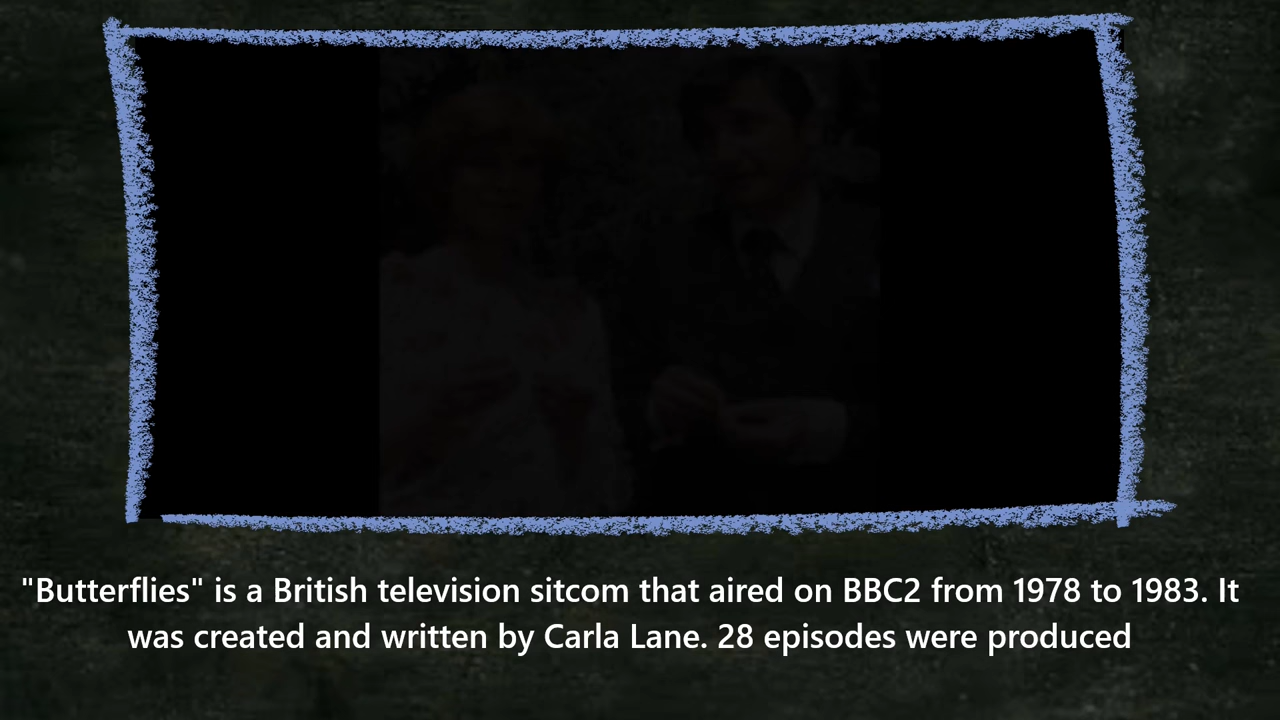 "Butterflies" is a British television sitcom that aired on BBC2 from 1978 to 1983. It
was created and written by Carla Lane. 28 episodes were produced